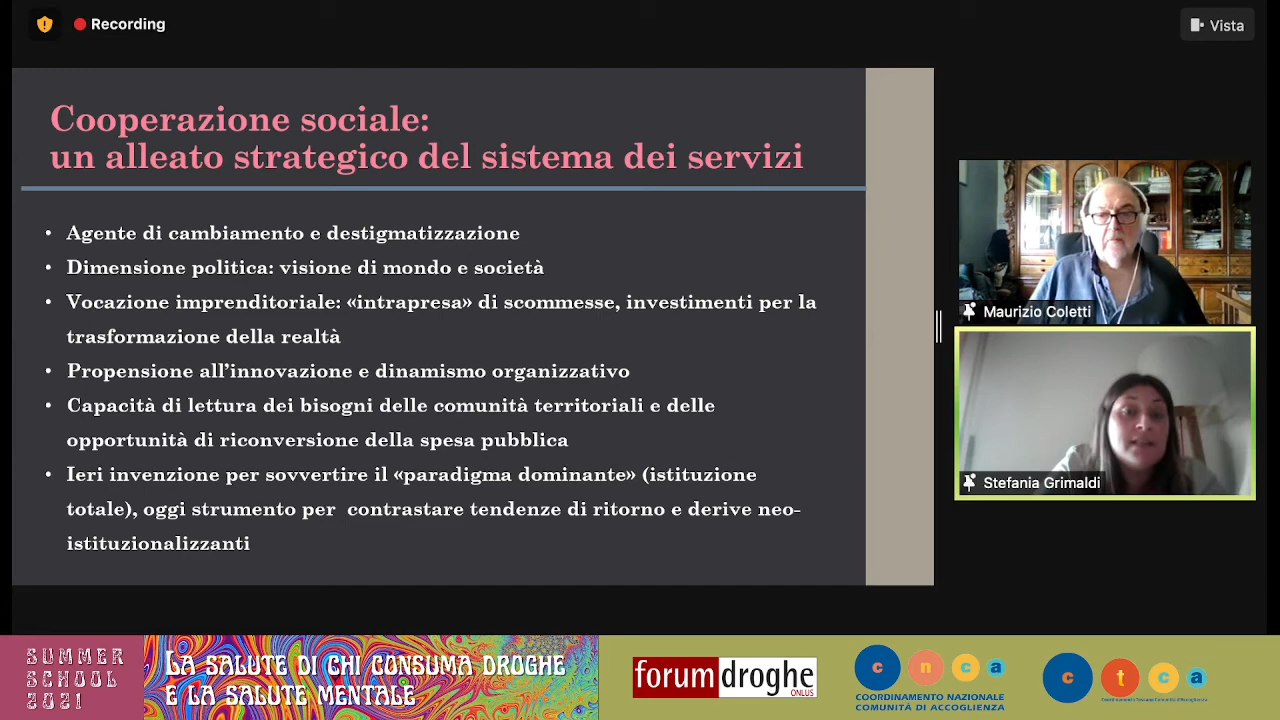 Recording
Vista
Cooperazione sociale:
un alleato strategico del sistema dei servizi
• Agente di cambiamento e destigmatizzazione
• Dimensione politica: visione di mondo e società
• Vocazione imprenditoriale: «intrapresa» di scommesse, investimenti per la
trasformazione della realtà
• Propensione all’innovazione e dinamismo organizzativo
• Capacità di lettura dei bisogni delle comunità territoriali e delle
opportunità di riconversione della spesa pubblica
• Ieri invenzione per sovvertire il «paradigma dominante» (istituzione
totale), oggi strumento per contrastare tendenze di ritorno e derive neo-
istituzionalizzanti
Maurizio Coletti
Stefania Grimaldi
SUMMER
SCHOOL
2021
LA SALUTE DI CHI CONSUMA DROGHE
E LA SALUTE MENTALE
forumdroghe
ONLUS
c n c a
COORDINAMENTO NAZIONALE
COMUNITÀ DI ACCOGLIENZA
c t c a